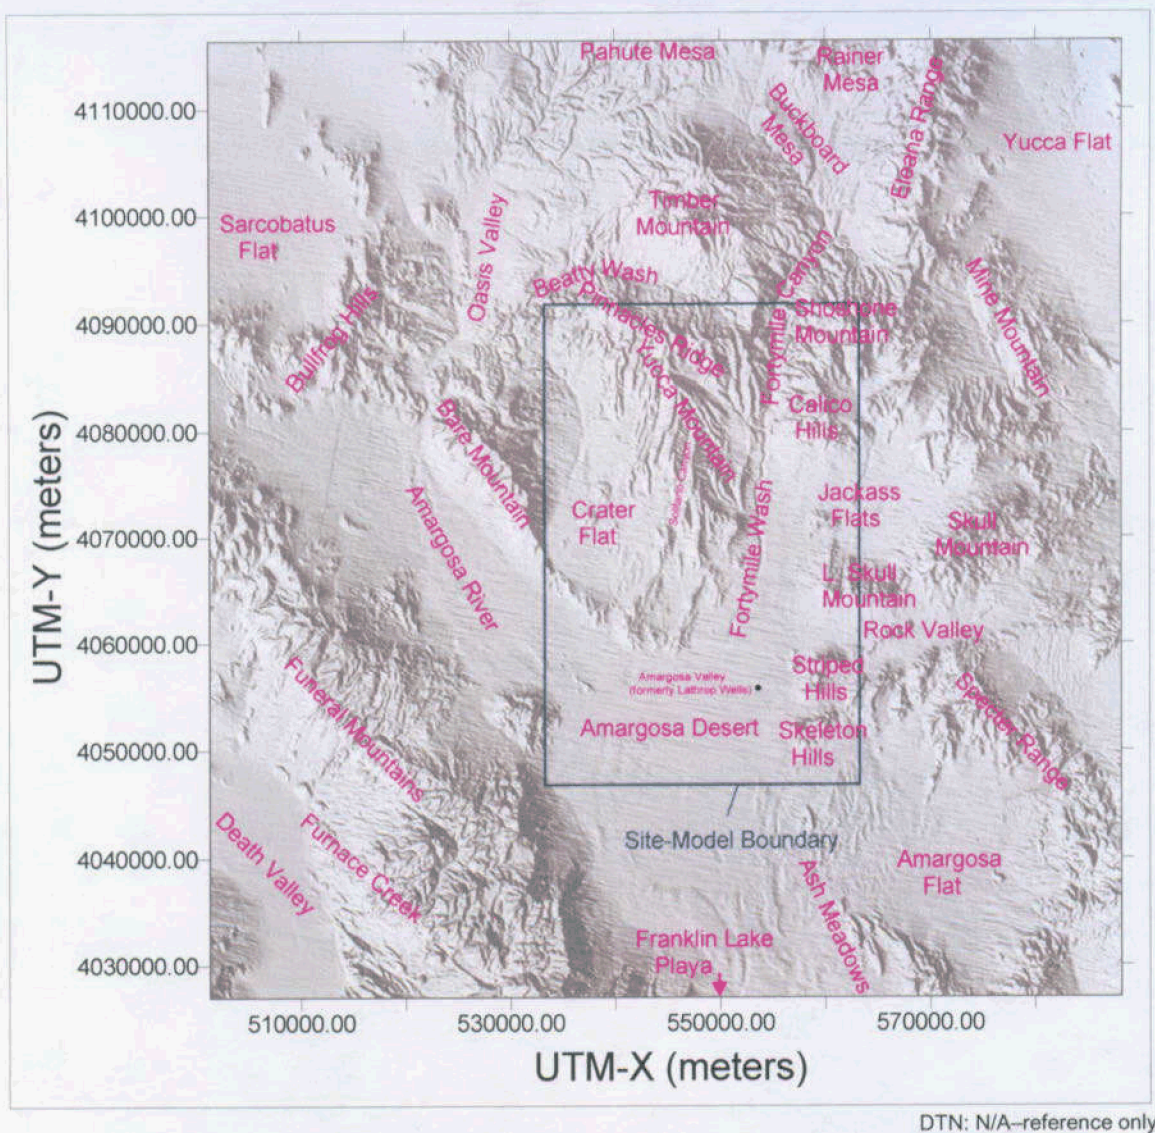 Pahute Mesa
Rainer
Mesa
4110000.00
Buckboard
Mesa
Eleana Range
Yucca Flat
4100000.00
Sarcobatus
Flat
Oasis Valley
Timber
Mountain
Beatty Wash
Fortymile Canyon
Mine Mountain
4090000.00
Bullfrog Hills
Pinnacles Ridge
Shoshone
Mountain
Yucca Mountain
Calico
Hills
4080000.00
Bare Mountain
Solitario Canyon
Amargosa River
Crater
Flat
Fortymile Wash
Jackass
Flats
Skull
Mountain
4070000.00
L. Skull
Mountain
Rock Valley
4060000.00
Funeral Mountains
Amargosa Valley
(formerly Lathrop Wells)
Striped
Hills
Specter Range
Amargosa Desert
Skeleton
Hills
4050000.00
Site-Model Boundary
Death Valley
Furnace Creek
4040000.00
Amargosa
Flat
Ash Meadows
Franklin Lake
Playa
4030000.00
510000.00 530000.00 550000.00 570000.00
UTM-Y (meters)
UTM-X (meters)
DTN: N/A–reference only